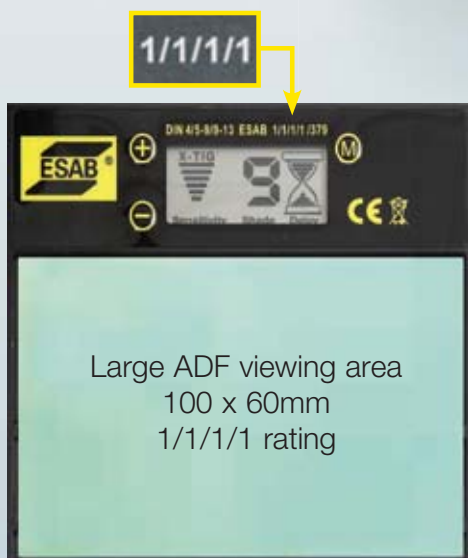 1/1/1/1
DIN 4/5-8/9-13 ESAB 1/1/1/1/379
ESAB®
+
M
X-TIG
9
Sensitivity Shade Delay
−
CE
Large ADF viewing area
100 x 60mm
1/1/1/1 rating